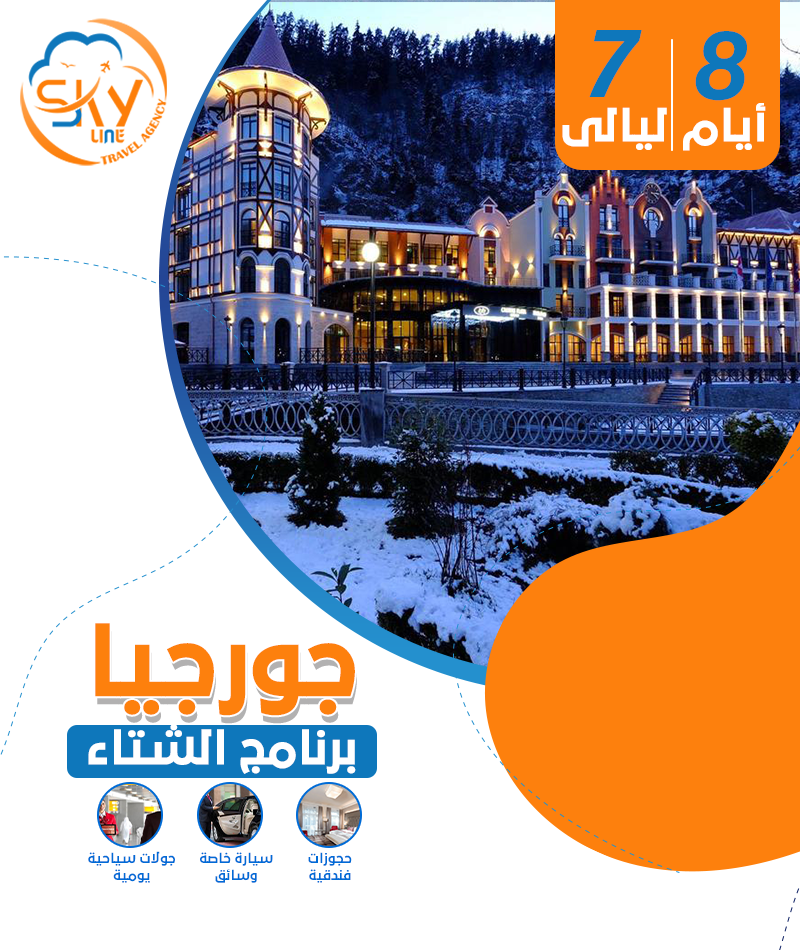 SKY
LINE
TRAVEL AGENCY
8 7
أيام ليالى
جورجيا
برنامج الشتاء
حجوزات
فندقية
سيارة خاصة
وسائق
جولات سياحية
يومية